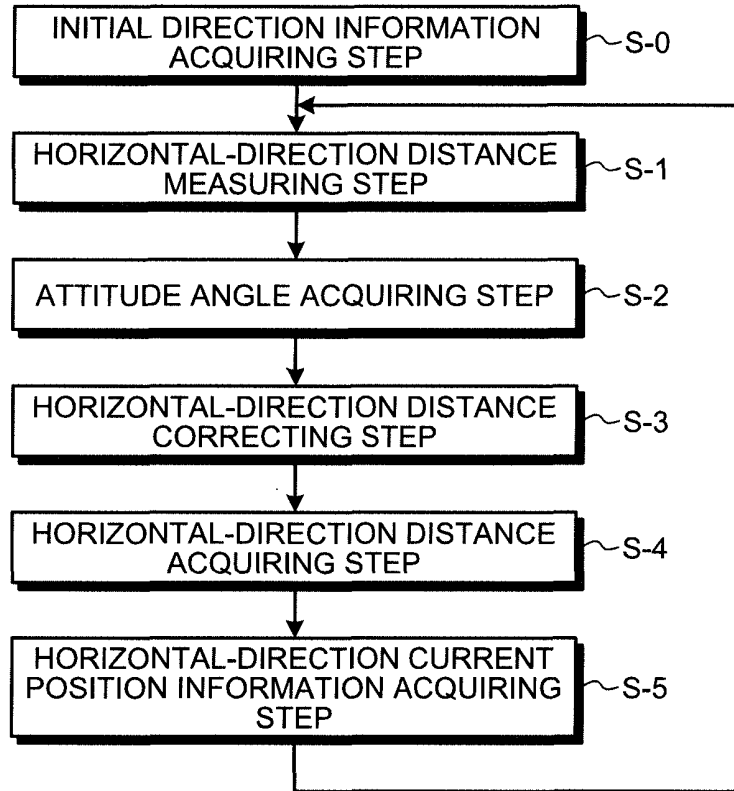 INITIAL DIRECTION INFORMATION
ACQUIRING STEP
S-0
HORIZONTAL-DIRECTION DISTANCE
MEASURING STEP
S-1
ATTITUDE ANGLE ACQUIRING STEP
S-2
HORIZONTAL-DIRECTION DISTANCE
CORRECTING STEP
S-3
HORIZONTAL-DIRECTION DISTANCE
ACQUIRING STEP
S-4
HORIZONTAL-DIRECTION CURRENT
POSITION INFORMATION ACQUIRING
STEP
S-5